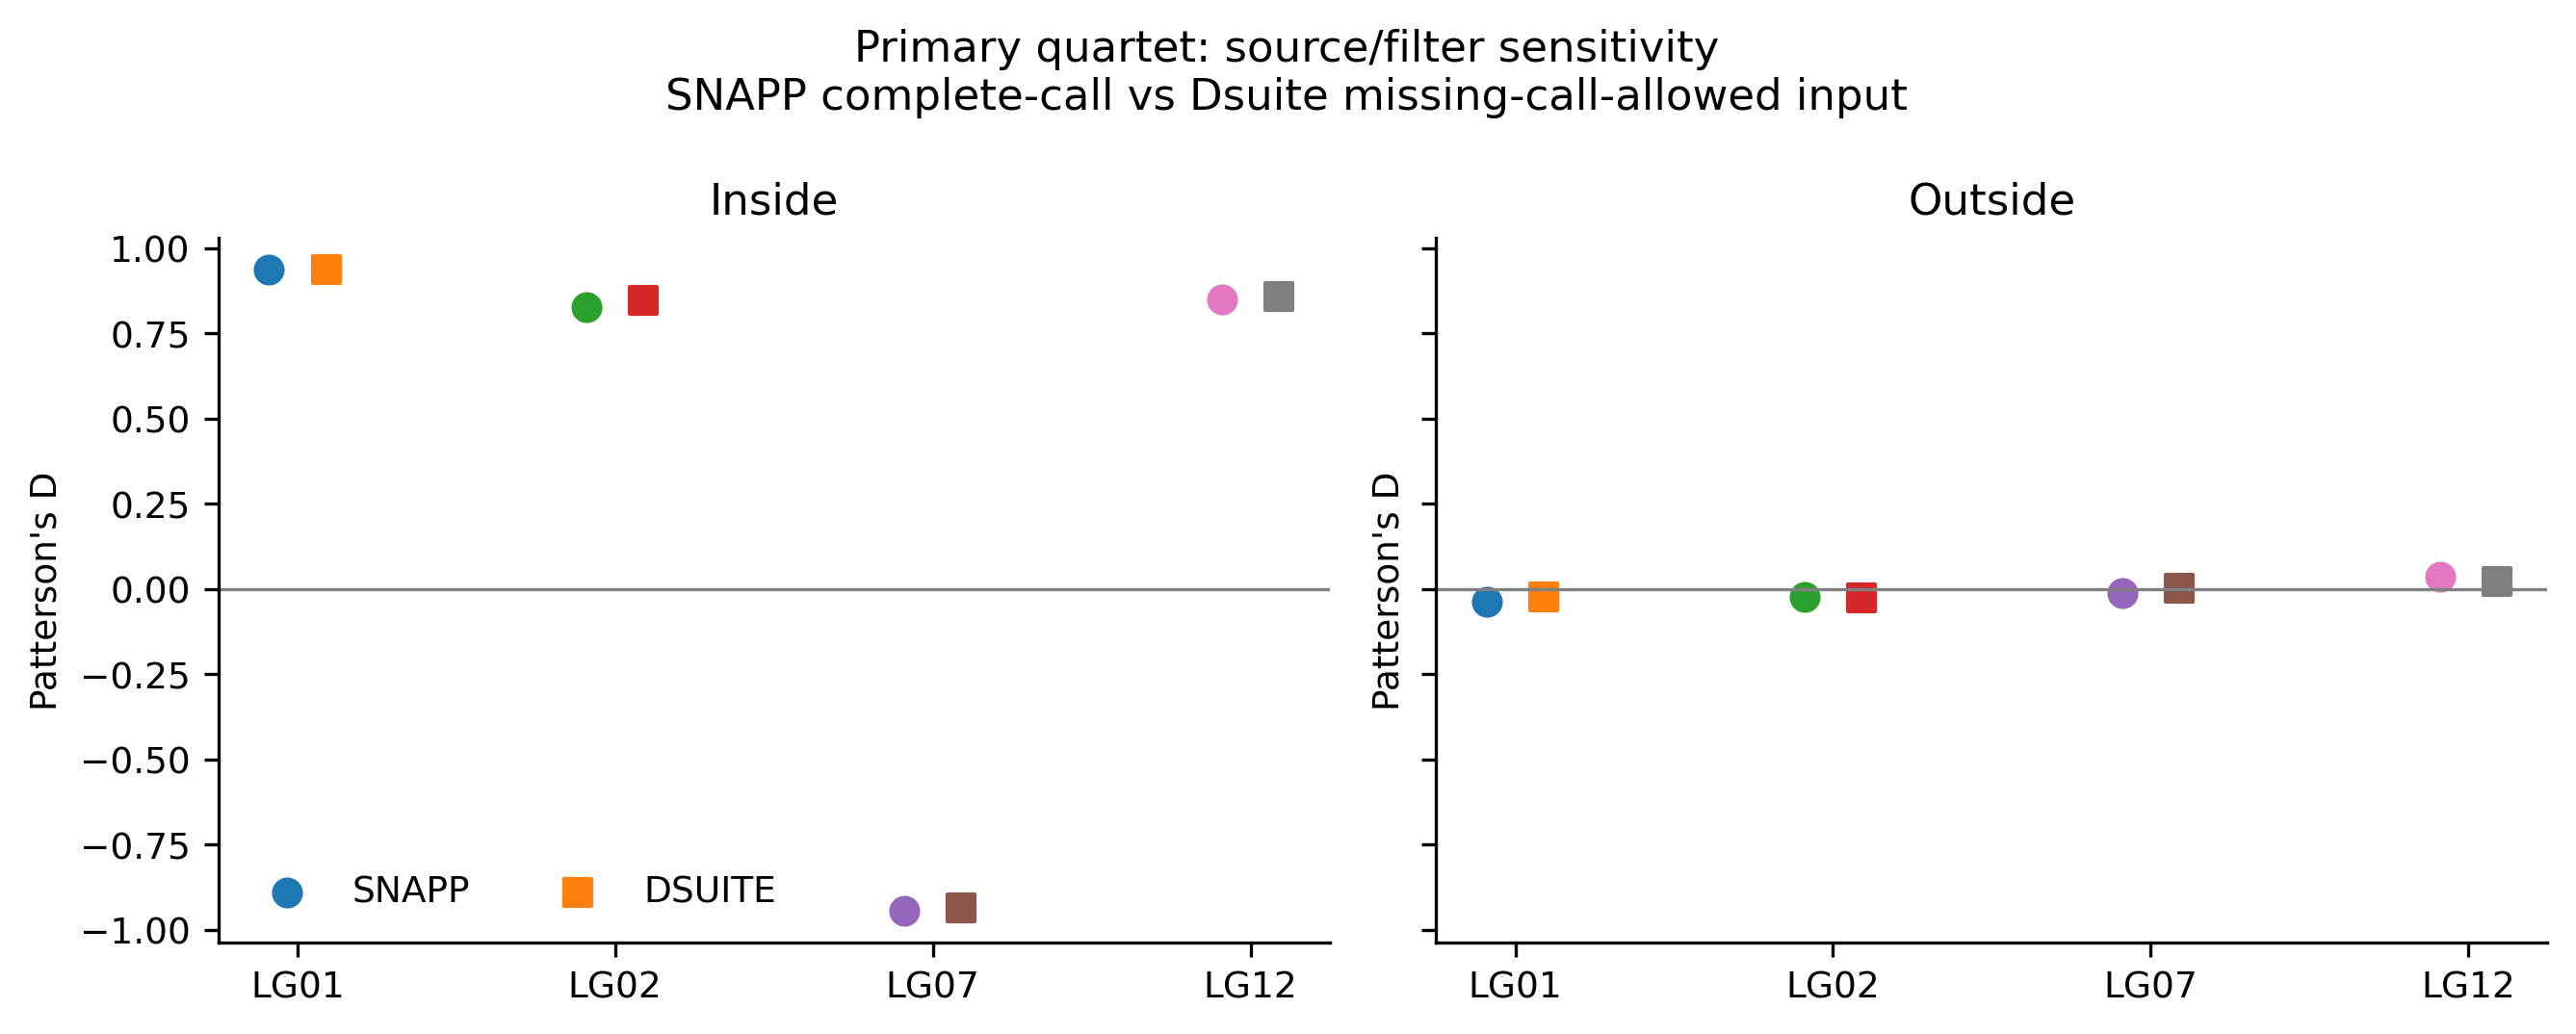 Primary quartet: source/filter sensitivity
SNAPP complete-call vs Dsuite missing-call-allowed input
Inside
Patterson's D
1.00
0.75
0.50
0.25
0.00
−0.25
−0.50
−0.75
−1.00
SNAPP
DSUITE
LG01
LG02
LG07
LG12
Outside
Patterson's D
LG01
LG02
LG07
LG12